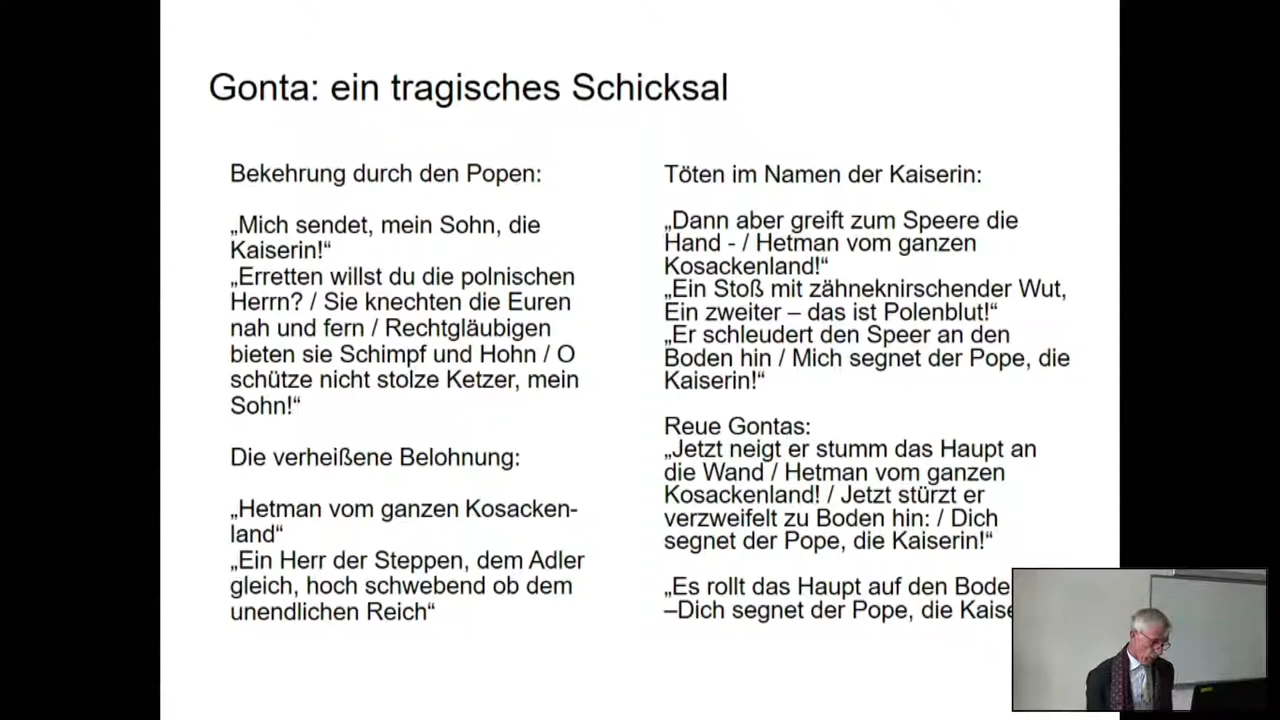 Gonta: ein tragisches Schicksal
Bekehrung durch den Popen:
„Mich sendet, mein Sohn, die
Kaiserin!“
„Erretten willst du die polnischen
Herrn? / Sie knechten die Euren
nah und fern / Rechtgläubigen
bieten sie Schimpf und Hohn / O
schütze nicht stolze Ketzer, mein
Sohn!“
Die verheißene Belohnung:
„Hetman vom ganzen Kosacken-
land“
„Ein Herr der Steppen, dem Adler
gleich, hoch schwebend ob dem
unendlichen Reich“
Töten im Namen der Kaiserin:
„Dann aber greift zum Speere die
Hand - / Hetman vom ganzen
Kosackenland!“
„Ein Stoß mit zähneknirschender Wut,
Ein zweiter – das ist Polenblut!“
„Er schleudert den Speer an den
Boden hin / Mich segnet der Pope, die
Kaiserin!“
Reue Gontas:
„Jetzt neigt er stumm das Haupt an
die Wand / Hetman vom ganzen
Kosackenland! / Jetzt stürzt er
verzweifelt zu Boden hin: / Dich
segnet der Pope, die Kaiserin!“
„Es rollt das Haupt auf den
–Dich segnet der Pope, die